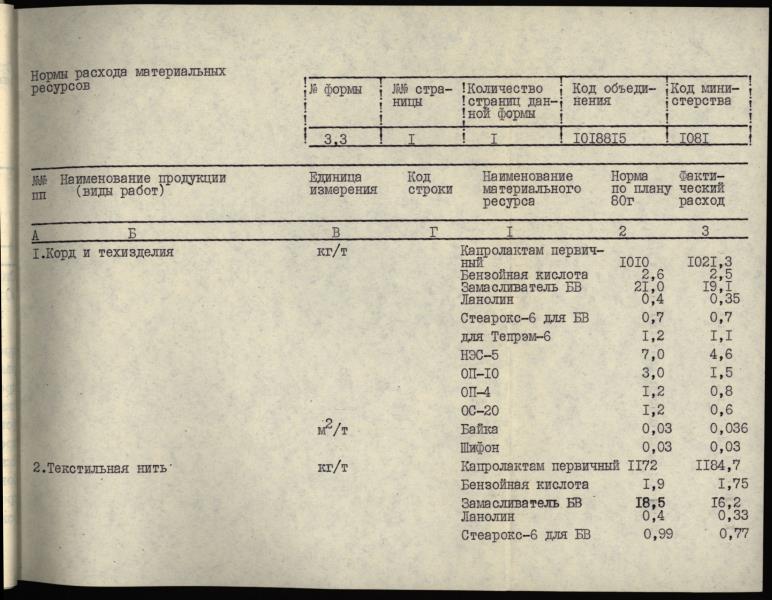 Нормы расхода материальных
ресурсов
№ формы №№ стра- Количество Код объеди- Код мини-
ницы страниц дан- нения стерства
ной формы
3.3 I I I0I88I5 I08I
№№ Наименование продукции Единица Код Наименование Норма Факти-
пп (виды работ) измерения строки материального по плану ческий
ресурса 80г расход
А Б В Г I 2 3
I.Корд и техизделия кг/т Капролактам первич-
ный I0I0 I02I,3
Бензойная кислота 2,6 2,5
Замасливатель БВ 2I,0 I9,I
Ланолин 0,4 0,35
Стеарокс-6 для БВ 0,7 0,7
для Тепрэм-6 I,2 I,I
НЭС-5 7,0 4,6
ОП-I0 3,0 I,5
ОП-4 I,2 0,8
ОС-20 I,2 0,6
м2/т Байка 0,03 0,036
Шифон 0,03 0,03
2.Текстильная нить кг/т Капролактам первичный II72 II84,7
Бензойная кислота I,9 I,75
Замасливатель БВ I8,5 I6,2
Ланолин 0,4 0,33
Стеарокс-6 для БВ 0,99 0,77